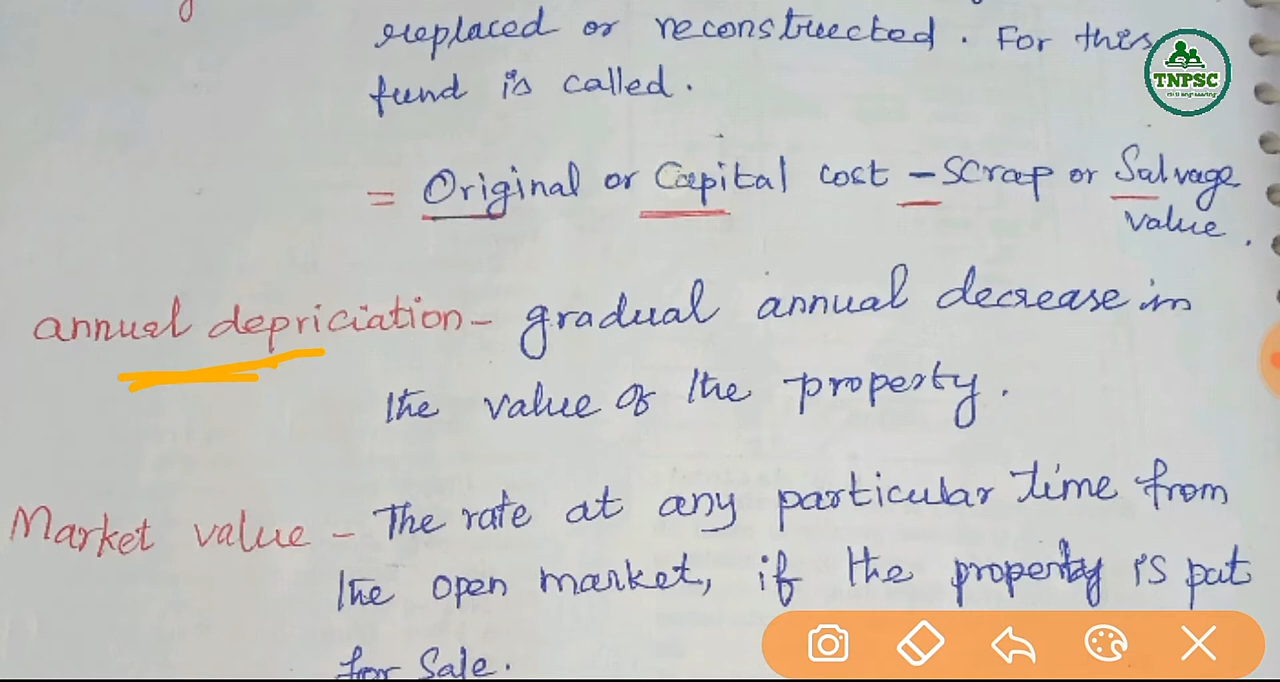 replaced or reconstructed. For this
fund is called.
TNPSC
= Original or Capital cost - scrap or Salvage
value.
annual depriciation - gradual annual decrease in
the value of the property.
Market value - The rate at any particular time from
the open market, if the property is put
for Sale.